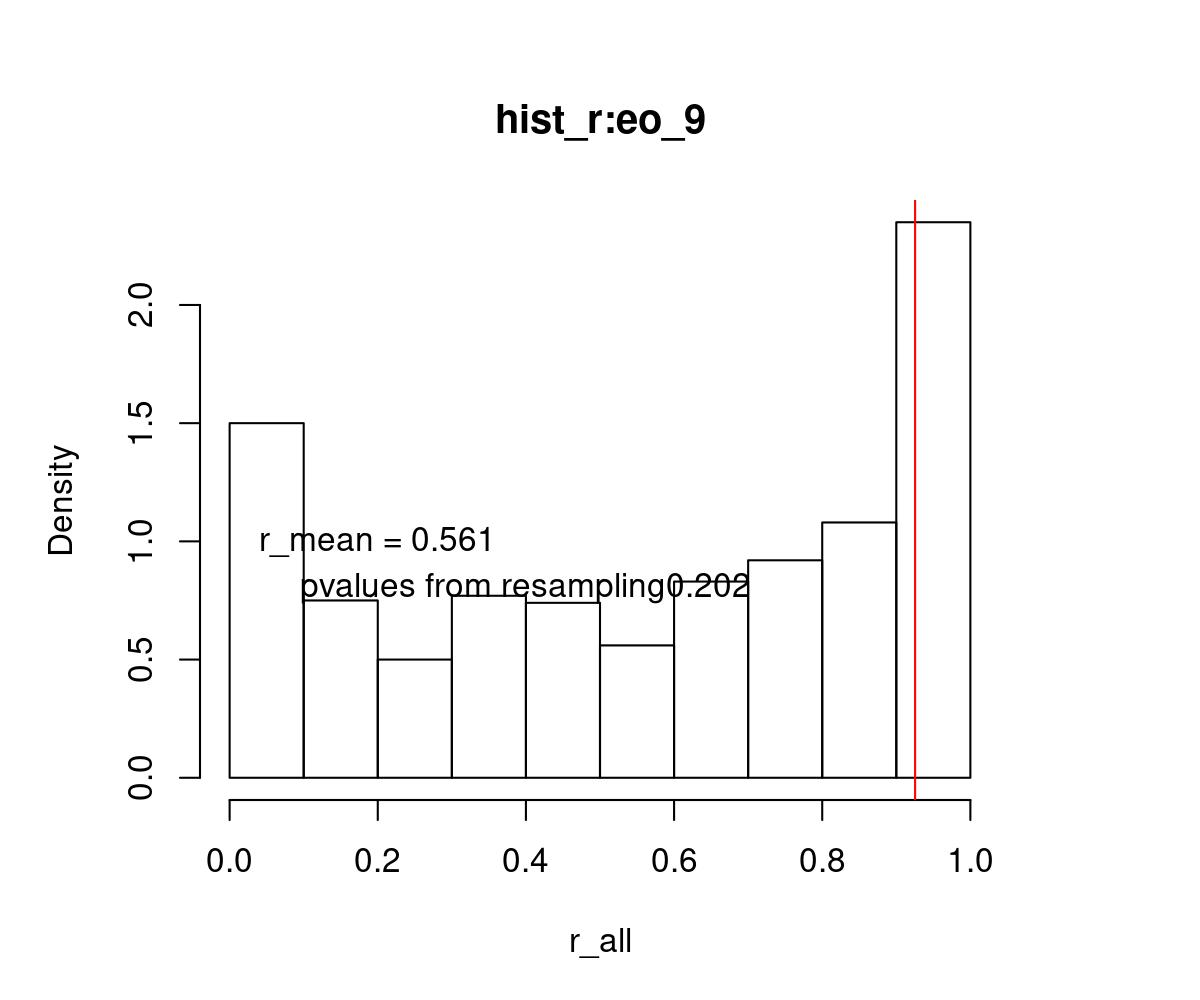 hist_r:eo_9
Density
2.0
1.5
1.0
0.5
0.0
r_mean = 0.561
pvalues from resampling0.202
0.0 0.2 0.4 0.6 0.8 1.0
r_all